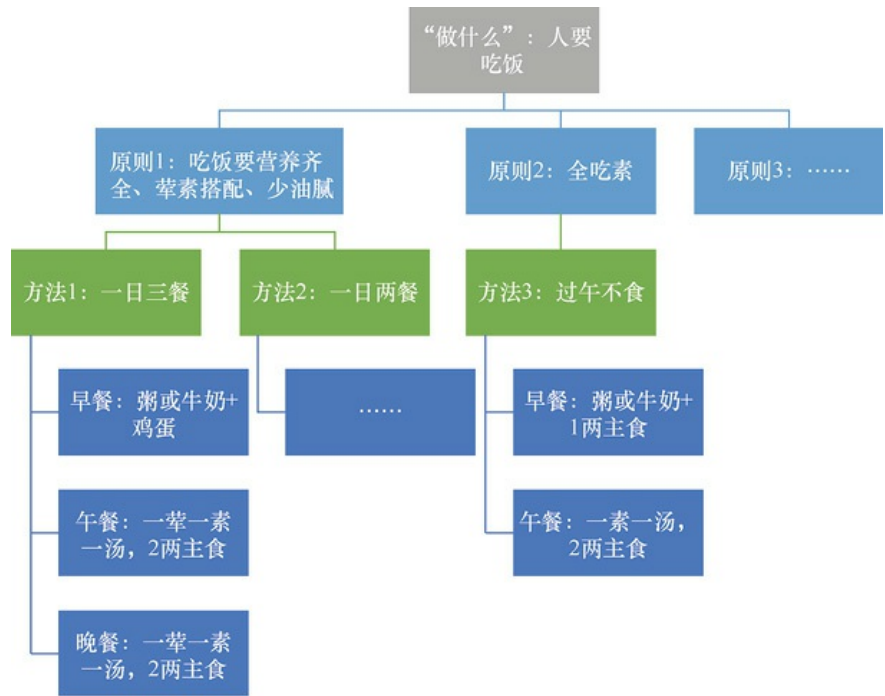 “做什么”：人要
吃饭
原则1：吃饭要营养齐
全、荤素搭配、少油腻
原则2：全吃素
原则3：……
方法1：一日三餐
方法2：一日两餐
方法3：过午不食
早餐：粥或牛奶+
鸡蛋
……
早餐：粥或牛奶+
1两主食
午餐：一荤一素
一汤，2两主食
午餐：一素一汤，
2两主食
晚餐：一荤一素
一汤，2两主食